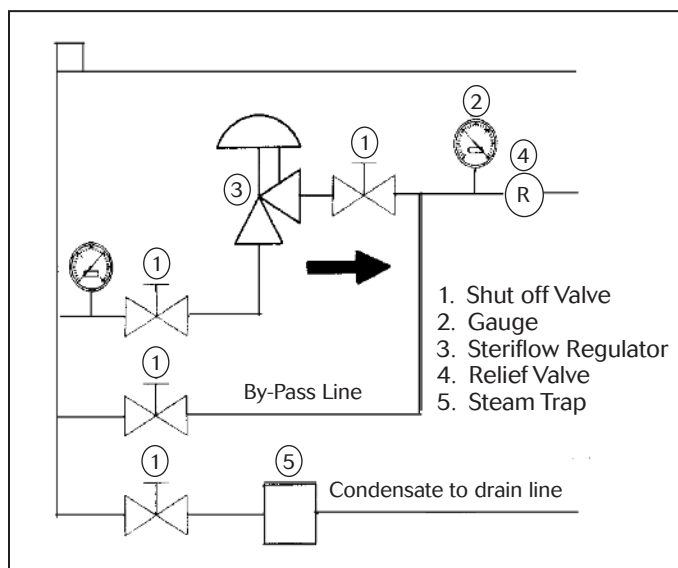 2
4
1
3
R
1
1. Shut off Valve
2. Gauge
3. Steriflow Regulator
4. Relief Valve
5. Steam Trap
1
By-Pass Line
1
5
Condensate to drain line